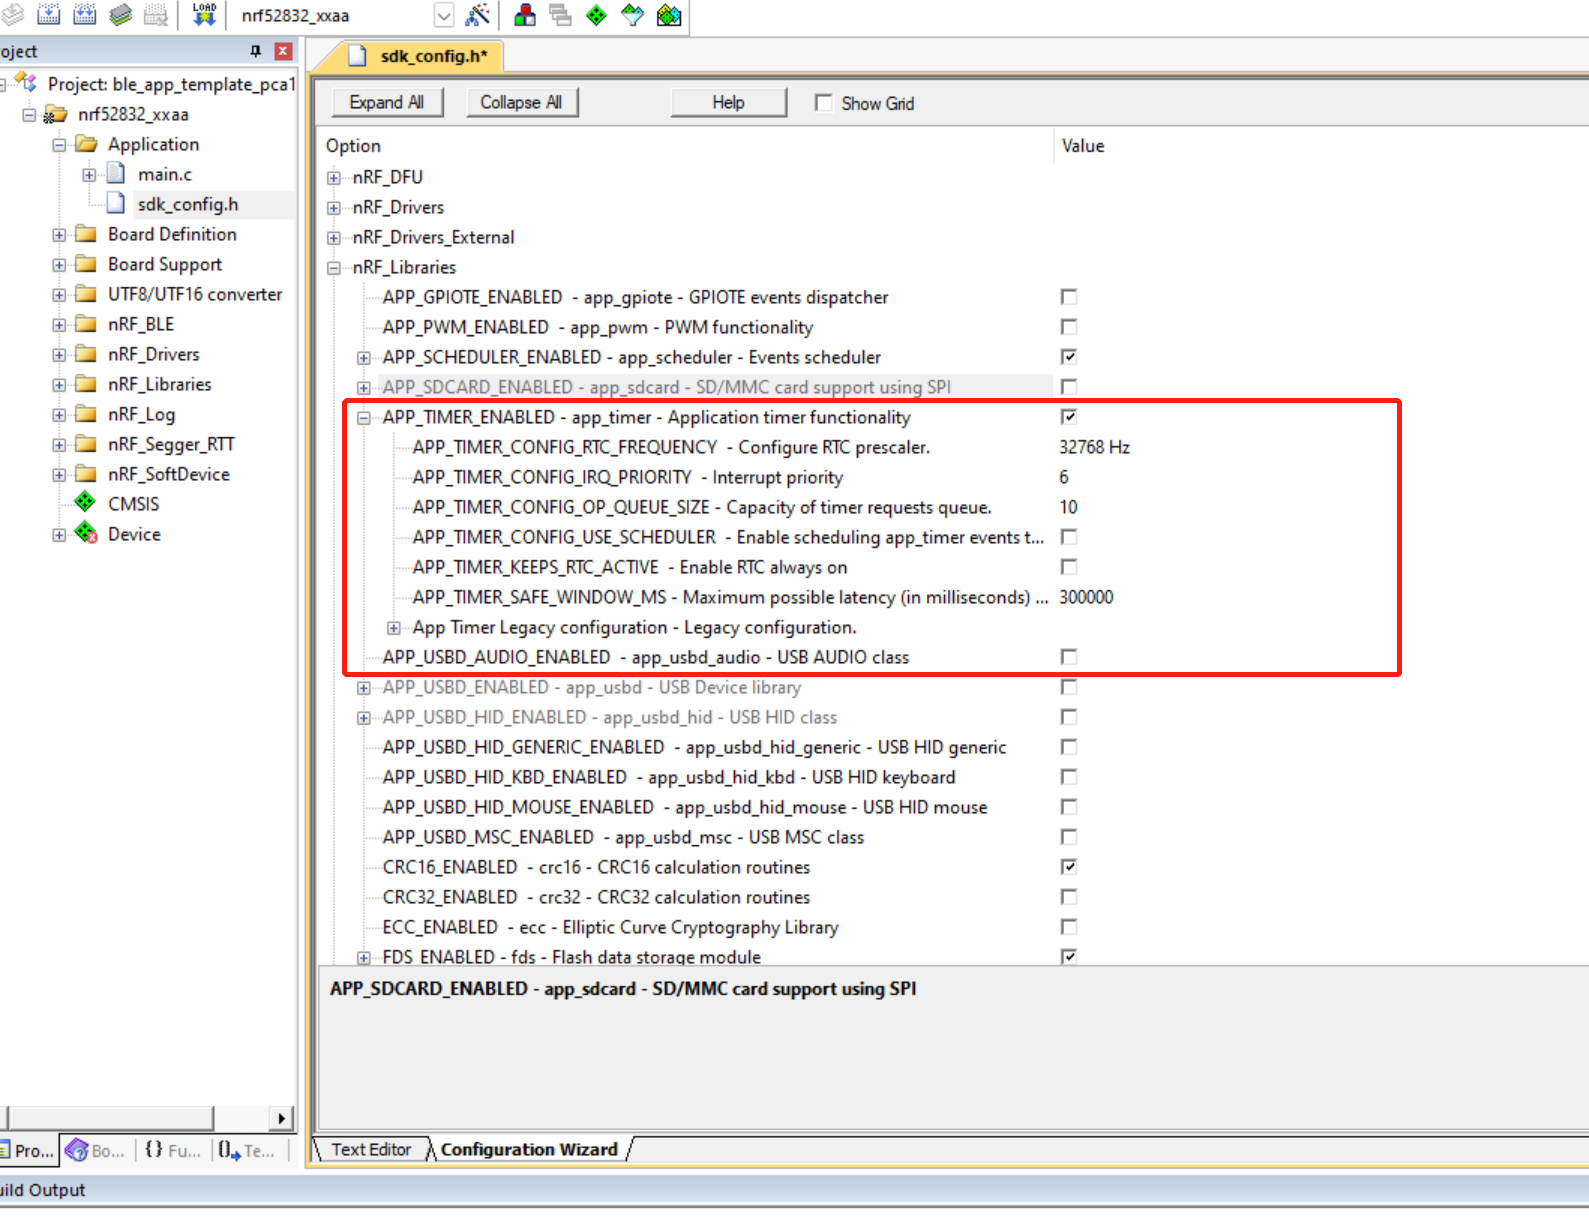 LOAD
nrf52832_xxaa
oject
Project: ble_app_template_pca1
nrf52832_xxaa
Application
main.c
sdk_config.h
Board Definition
Board Support
UTF8/UTF16 converter
nRF_BLE
nRF_Drivers
nRF_Libraries
nRF_Log
nRF_Segger_RTT
nRF_SoftDevice
CMSIS
Device
Pro...
Bo...
{} Fu...
Te...
uild Output
sdk_config.h*
Expand All
Collapse All
Help
Show Grid
Option Value
nRF_DFU
nRF_Drivers
nRF_Drivers_External
nRF_Libraries
APP_GPIOTE_ENABLED - app_gpiote - GPIOTE events dispatcher
APP_PWM_ENABLED - app_pwm - PWM functionality
APP_SCHEDULER_ENABLED - app_scheduler - Events scheduler
APP_SDCARD_ENABLED - app_sdcard - SD/MMC card support using SPI
APP_TIMER_ENABLED - app_timer - Application timer functionality
APP_TIMER_CONFIG_RTC_FREQUENCY - Configure RTC prescaler. 32768 Hz
APP_TIMER_CONFIG_IRQ_PRIORITY - Interrupt priority 6
APP_TIMER_CONFIG_OP_QUEUE_SIZE - Capacity of timer requests queue. 10
APP_TIMER_CONFIG_USE_SCHEDULER - Enable scheduling app_timer events t...
APP_TIMER_KEEPS_RTC_ACTIVE - Enable RTC always on
APP_TIMER_SAFE_WINDOW_MS - Maximum possible latency (in milliseconds) ... 300000
App Timer Legacy configuration - Legacy configuration.
APP_USBD_AUDIO_ENABLED - app_usbd_audio - USB AUDIO class
APP_USBD_ENABLED - app_usbd - USB Device library
APP_USBD_HID_ENABLED - app_usbd_hid - USB HID class
APP_USBD_HID_GENERIC_ENABLED - app_usbd_hid_generic - USB HID generic
APP_USBD_HID_KBD_ENABLED - app_usbd_hid_kbd - USB HID keyboard
APP_USBD_HID_MOUSE_ENABLED - app_usbd_hid_mouse - USB HID mouse
APP_USBD_MSC_ENABLED - app_usbd_msc - USB MSC class
CRC16_ENABLED - crc16 - CRC16 calculation routines
CRC32_ENABLED - crc32 - CRC32 calculation routines
ECC_ENABLED - ecc - Elliptic Curve Cryptography Library
FDS_ENABLED - fds - Flash data storage module
APP_SDCARD_ENABLED - app_sdcard - SD/MMC card support using SPI
Text Editor
Configuration Wizard